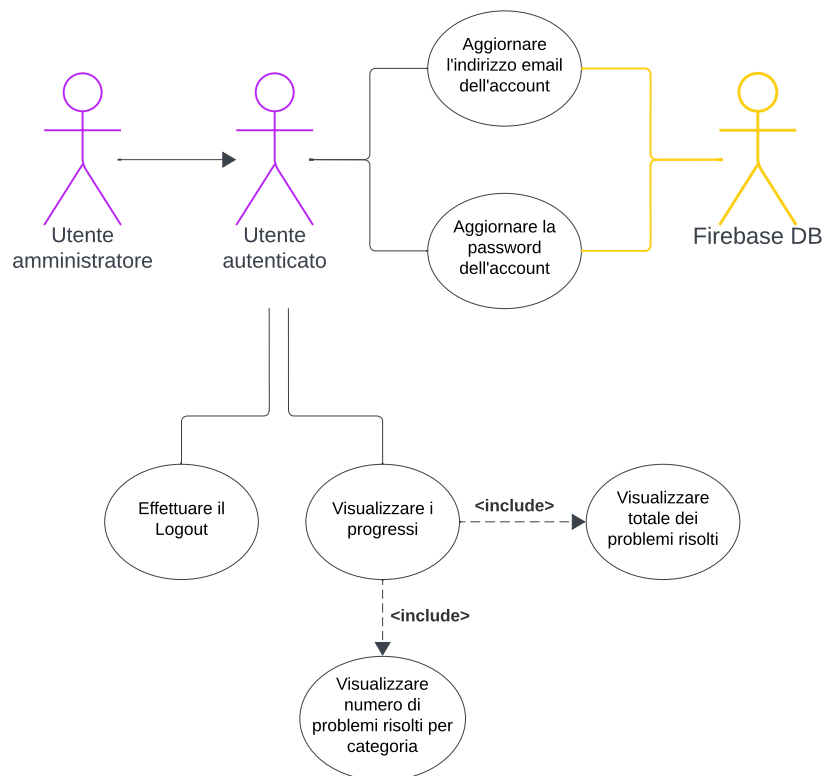 Aggiornare
l'indirizzo email
dell'account
Utente
amministratore
Utente
autenticato
Aggiornare la
password
dell'account
Firebase DB
Effettuare il
Logout
Visualizzare i
progressi
<include>
Visualizzare
totale dei
problemi risolti
<include>
Visualizzare
numero di
problemi risolti per
categoria